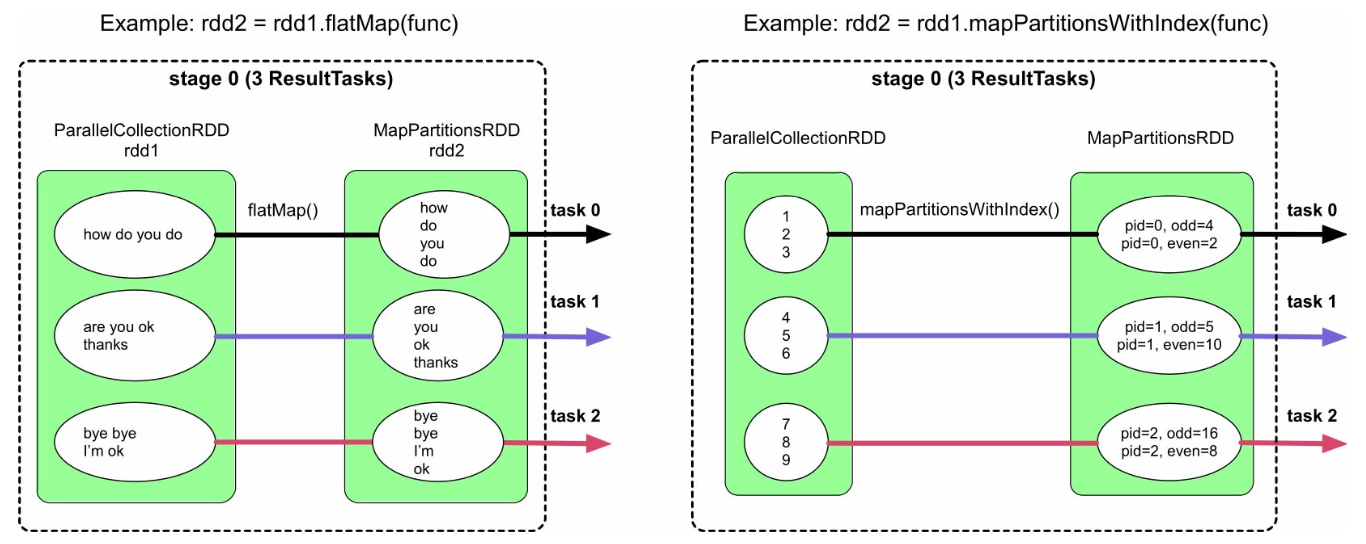 Example: rdd2 = rdd1.flatMap(func)
stage 0 (3 ResultTasks)
ParallelCollectionRDD
rdd1
MapPartitionsRDD
rdd2
how do you do
flatMap()
how
do
you
do
task 0
are you ok
thanks
are
you
ok
thanks
task 1
bye bye
I'm ok
bye
bye
I'm
ok
task 2
Example: rdd2 = rdd1.mapPartitionsWithIndex(func)
stage 0 (3 ResultTasks)
ParallelCollectionRDD
MapPartitionsRDD
1
2
3
mapPartitionsWithIndex()
pid=0, odd=4
pid=0, even=2
task 0
4
5
6
pid=1, odd=5
pid=1, even=10
task 1
7
8
9
pid=2, odd=16
pid=2, even=8
task 2